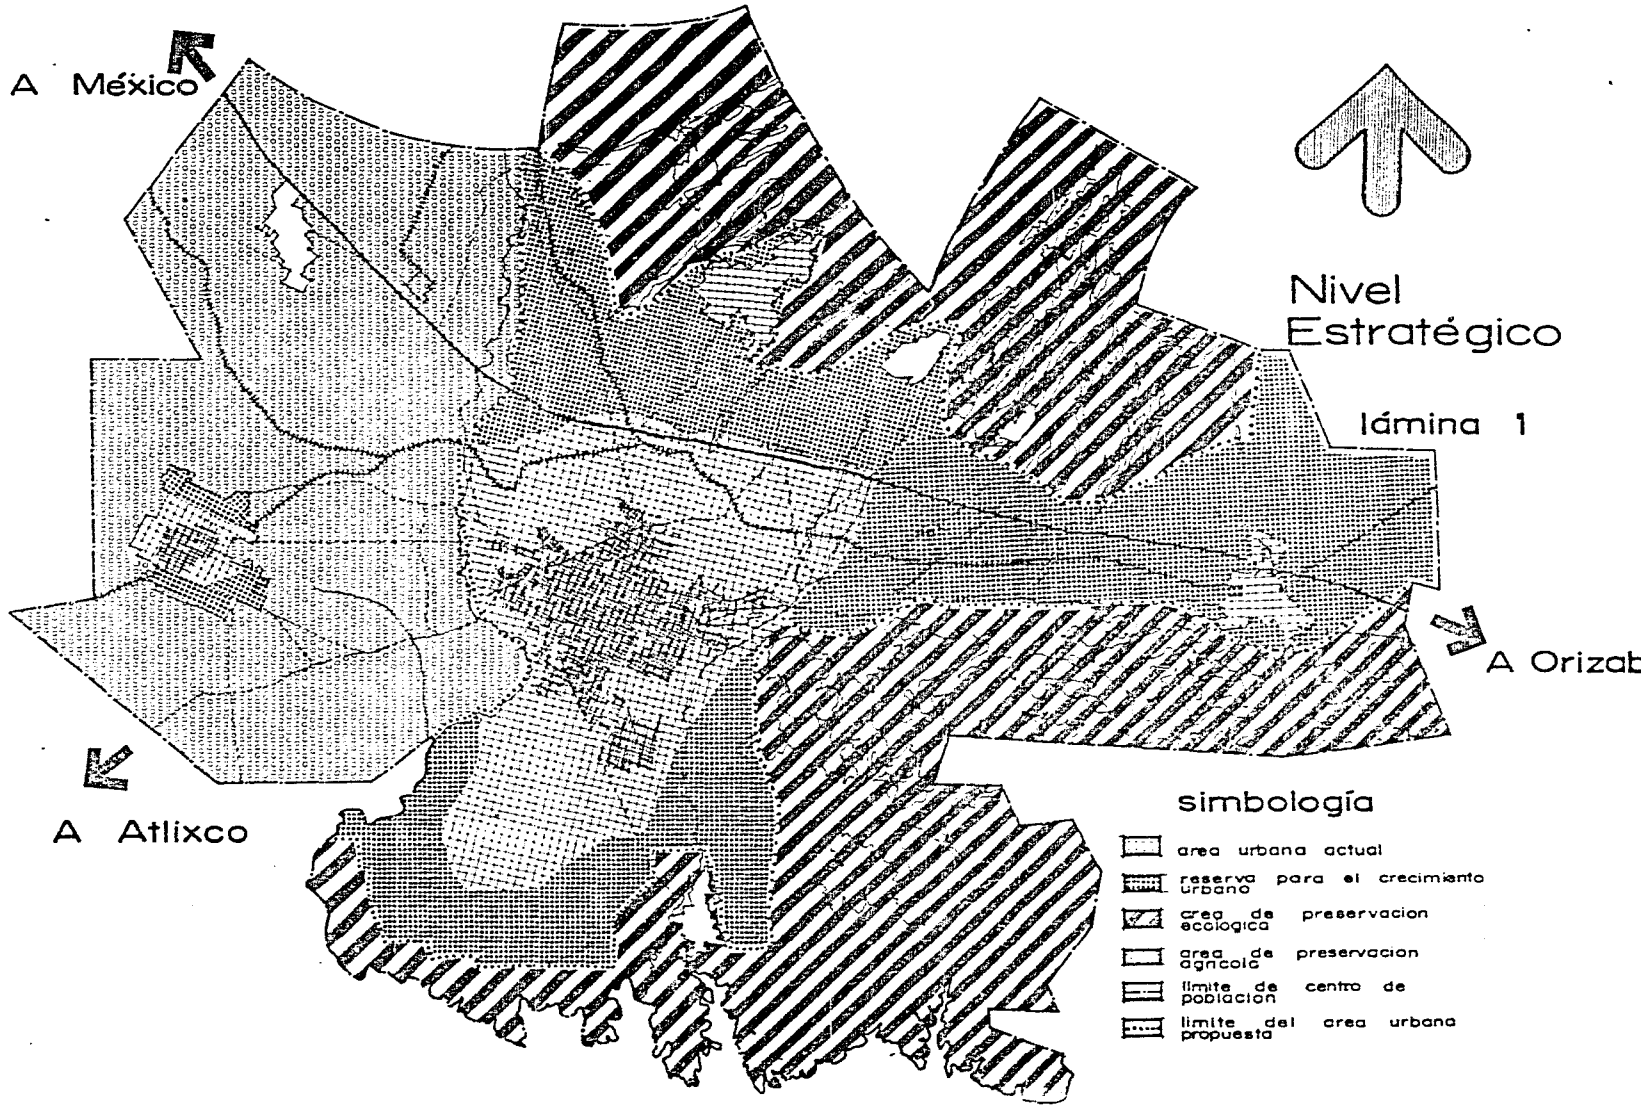 A México
Nivel
Estratégico
lámina 1
A Orizab
A Atlixco
simbología
area urbana actual
reserva para el crecimiento
urbano
area de preservacion
ecologica
area de preservacion
agricola
limite de centro de
poblacion
limite del area urbana
propuesta